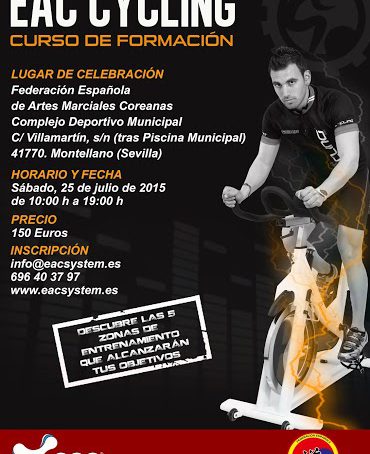 EAC CYCLING
CURSO DE FORMACIÓN
LUGAR DE CELEBRACIÓN
Federación Española
de Artes Marciales Coreanas
Complejo Deportivo Municipal
C/ Villamartín, s/n (tras Piscina Municipal)
41770. Montellano (Sevilla)
HORARIO Y FECHA
Sábado, 25 de julio de 2015
de 10:00 h a 19:00 h
PRECIO
150 Euros
INSCRIPCIÓN
info@eacsystem.es
696 40 37 97
www.eacsystem.es
DESCUBRE LAS 5
ZONAS DE
ENTRENAMIENTO
QUE ALCANZARÁN
TUS OBJETIVOS